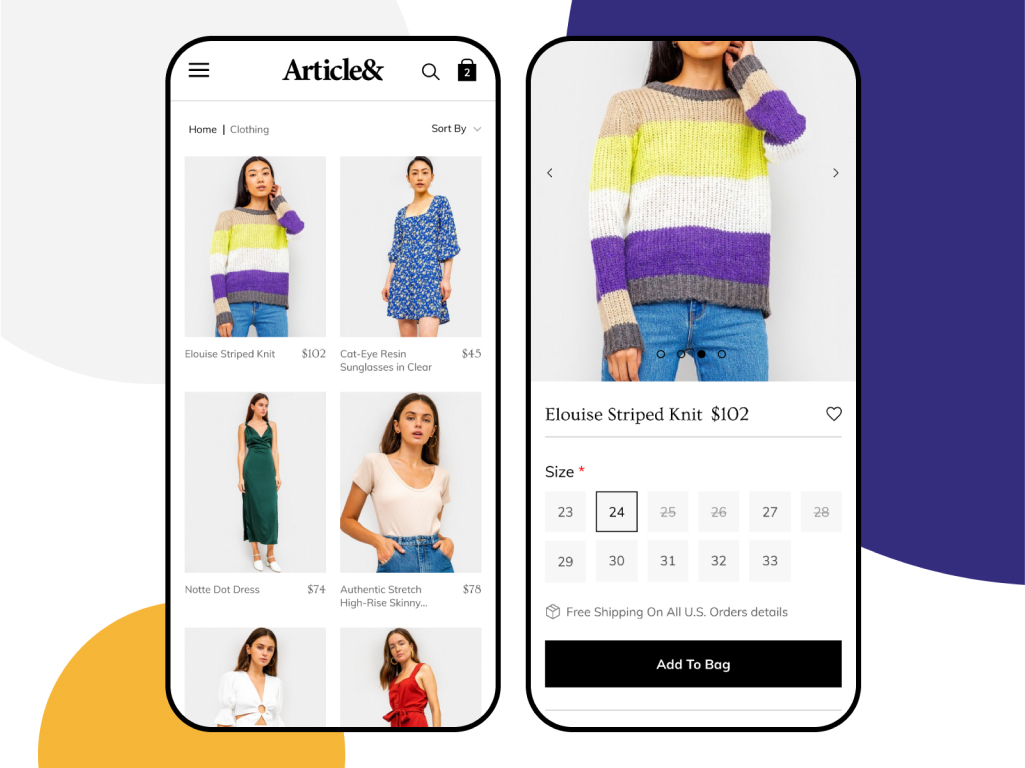 Article&
2
Home | Clothing
Sort By
Elouise Striped Knit $102
Cat-Eye Resin $45
Sunglasses in Clear
Notte Dot Dress $74
Authentic Stretch $78
High-Rise Skinny...
Elouise Striped Knit $102
Size *
23 24 25 26 27 28
29 30 31 32 33
Free Shipping On All U.S. Orders details
Add To Bag